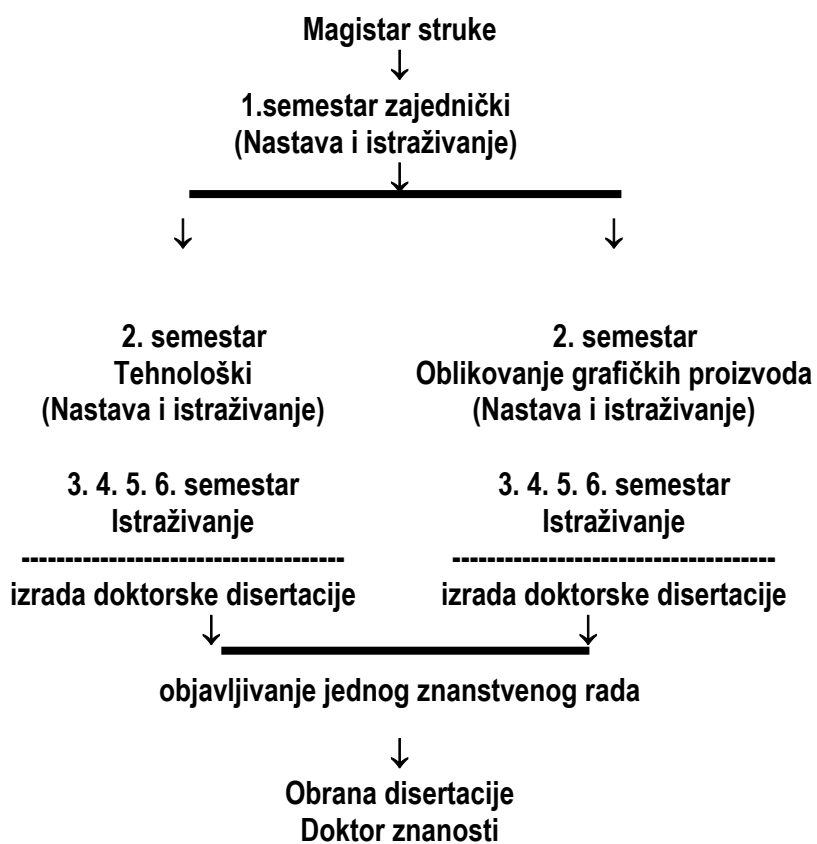 Magistar struke
↓
1.semestar zajednički
(Nastava i istraživanje)
↓
↓ ↓
2. semestar
Tehnološki
(Nastava i istraživanje)
3. 4. 5. 6. semestar
Istraživanje
-------------------------------------
izrada doktorske disertacije
↓
2. semestar
Oblikovanje grafičkih proizvoda
(Nastava i istraživanje)
3. 4. 5. 6. semestar
Istraživanje
-------------------------------------
izrada doktorske disertacije
↓
objavljivanje jednog znanstvenog rada
↓
Obrana disertacije
Doktor znanosti